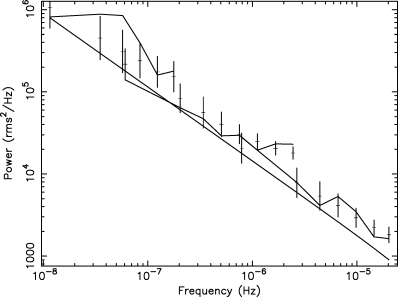 10⁶
10⁵
10⁴
1000
Power (rms²/Hz)
10⁻⁸ 10⁻⁷ 10⁻⁶ 10⁻⁵
Frequency (Hz)